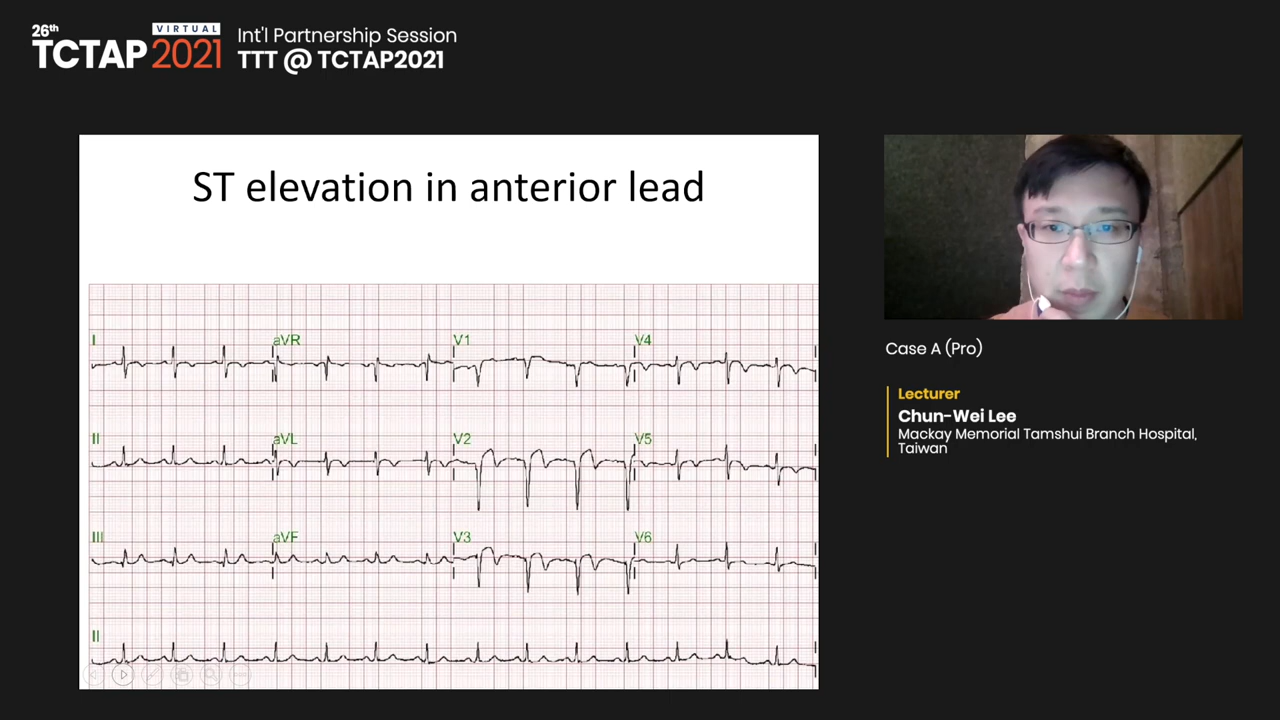 26th
VIRTUAL
TCTAP 2021
Int'l Partnership Session
TTT @ TCTAP2021
ST elevation in anterior lead
I
aVR
V1
V4
II
aVL
V2
V5
III
aVF
V3
V6
II
Case A (Pro)
Lecturer
Chun-Wei Lee
Mackay Memorial Tamshui Branch Hospital,
Taiwan